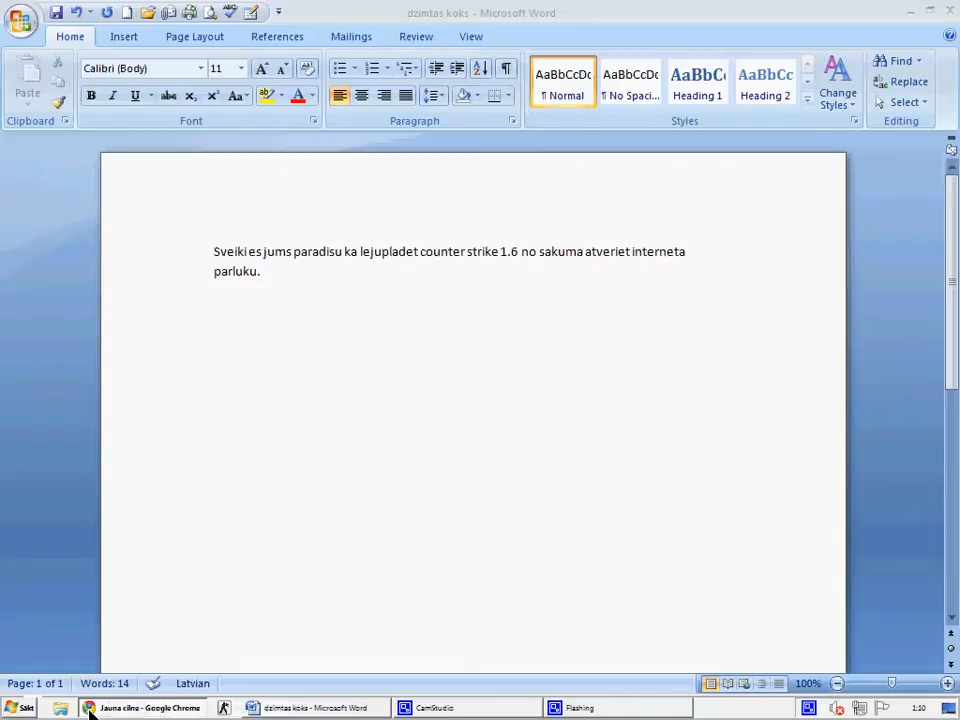 dzimtas koks - Microsoft Word
Home Insert Page Layout References Mailings Review View
Calibri (Body) 11
Paste
AaBbCcDc AaBbCcDc AaBbC AaBbCc
¶ Normal ¶ No Spaci... Heading 1 Heading 2
Change Styles
Find
Replace
Select
Clipboard Font Paragraph Styles Editing
Sveiki es jums paradisu ka lejupladet counter strike 1.6 no sakuma atveriet interneta
parluku.
Page: 1 of 1 Words: 14 Latvian 100%
Sākt Jauna cilne - Google Chrome dzimtas koks - Microsoft Word CamStudio Flashing 1:10